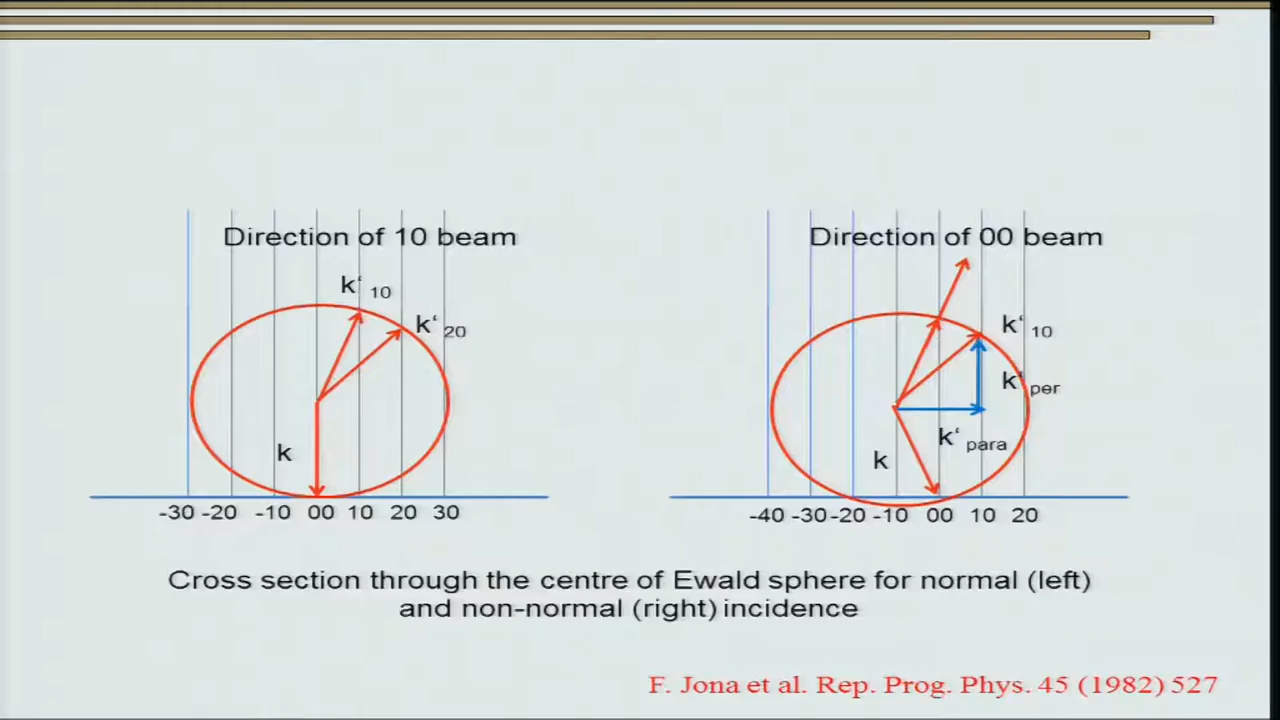 Direction of 10 beam
k' 10
k' 20
k
-30 -20 -10 00 10 20 30
Direction of 00 beam
k' 10
k' per
k' para
k
-40 -30 -20 -10 00 10 20
Cross section through the centre of Ewald sphere for normal (left)
and non-normal (right) incidence
F. Jona et al. Rep. Prog. Phys. 45 (1982) 527